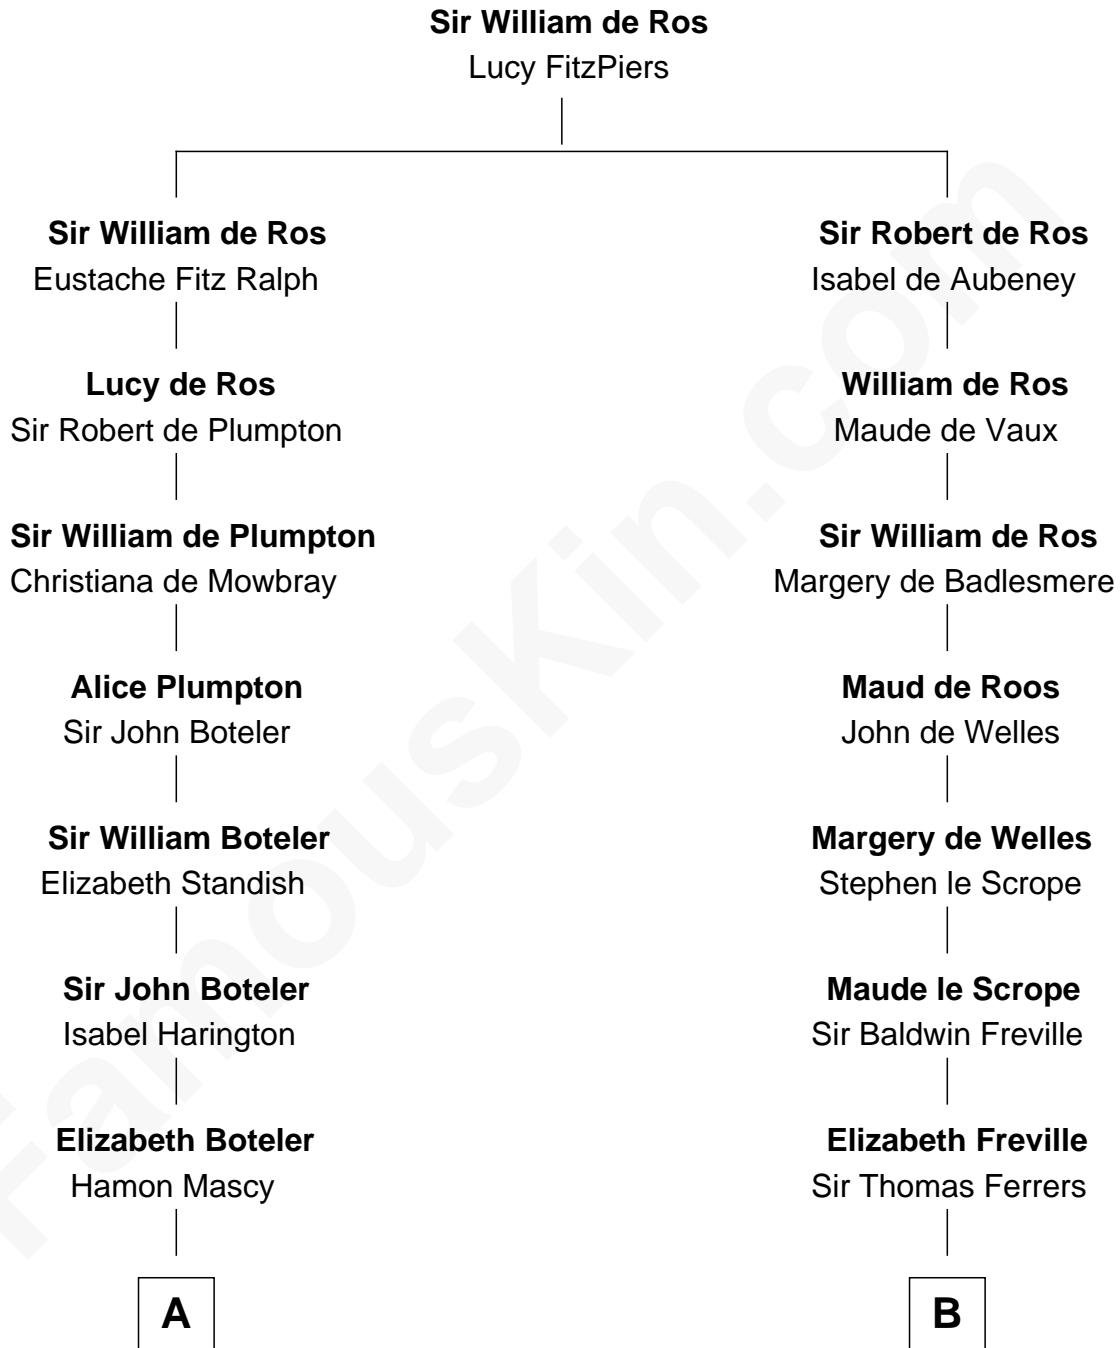 Sir William de Ros
Lucy FitzPiers
Sir William de Ros
Eustache Fitz Ralph
Lucy de Ros
Sir Robert de Plumpton
Sir William de Plumpton
Christiana de Mowbray
Alice Plumpton
Sir John Boteler
Sir William Boteler
Elizabeth Standish
Sir John Boteler
Isabel Harington
Elizabeth Boteler
Hamon Mascy
A
Sir Robert de Ros
Isabel de Aubeney
William de Ros
Maude de Vaux
Sir William de Ros
Margery de Badlesmere
Maud de Roos
John de Welles
Margery de Welles
Stephen le Scrope
Maude le Scrope
Sir Baldwin Freville
Elizabeth Freville
Sir Thomas Ferrers
B
FamousKin.com